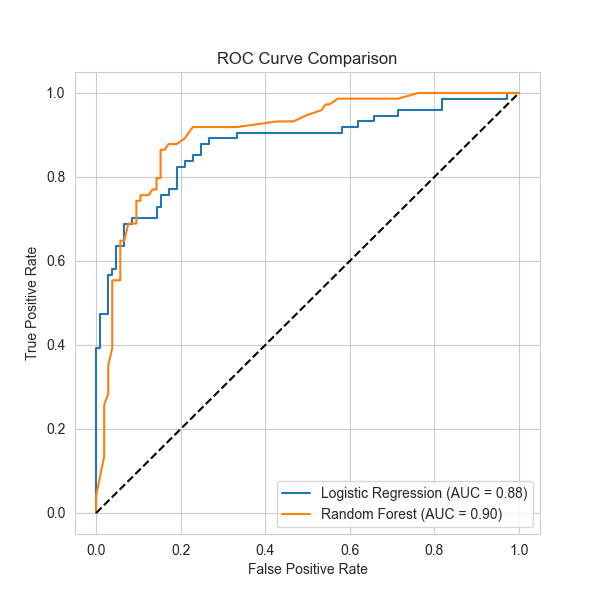 ROC Curve Comparison
True Positive Rate
1.0
0.8
0.6
0.4
0.2
0.0
Logistic Regression (AUC = 0.88)
Random Forest (AUC = 0.90)
0.0 0.2 0.4 0.6 0.8 1.0
False Positive Rate